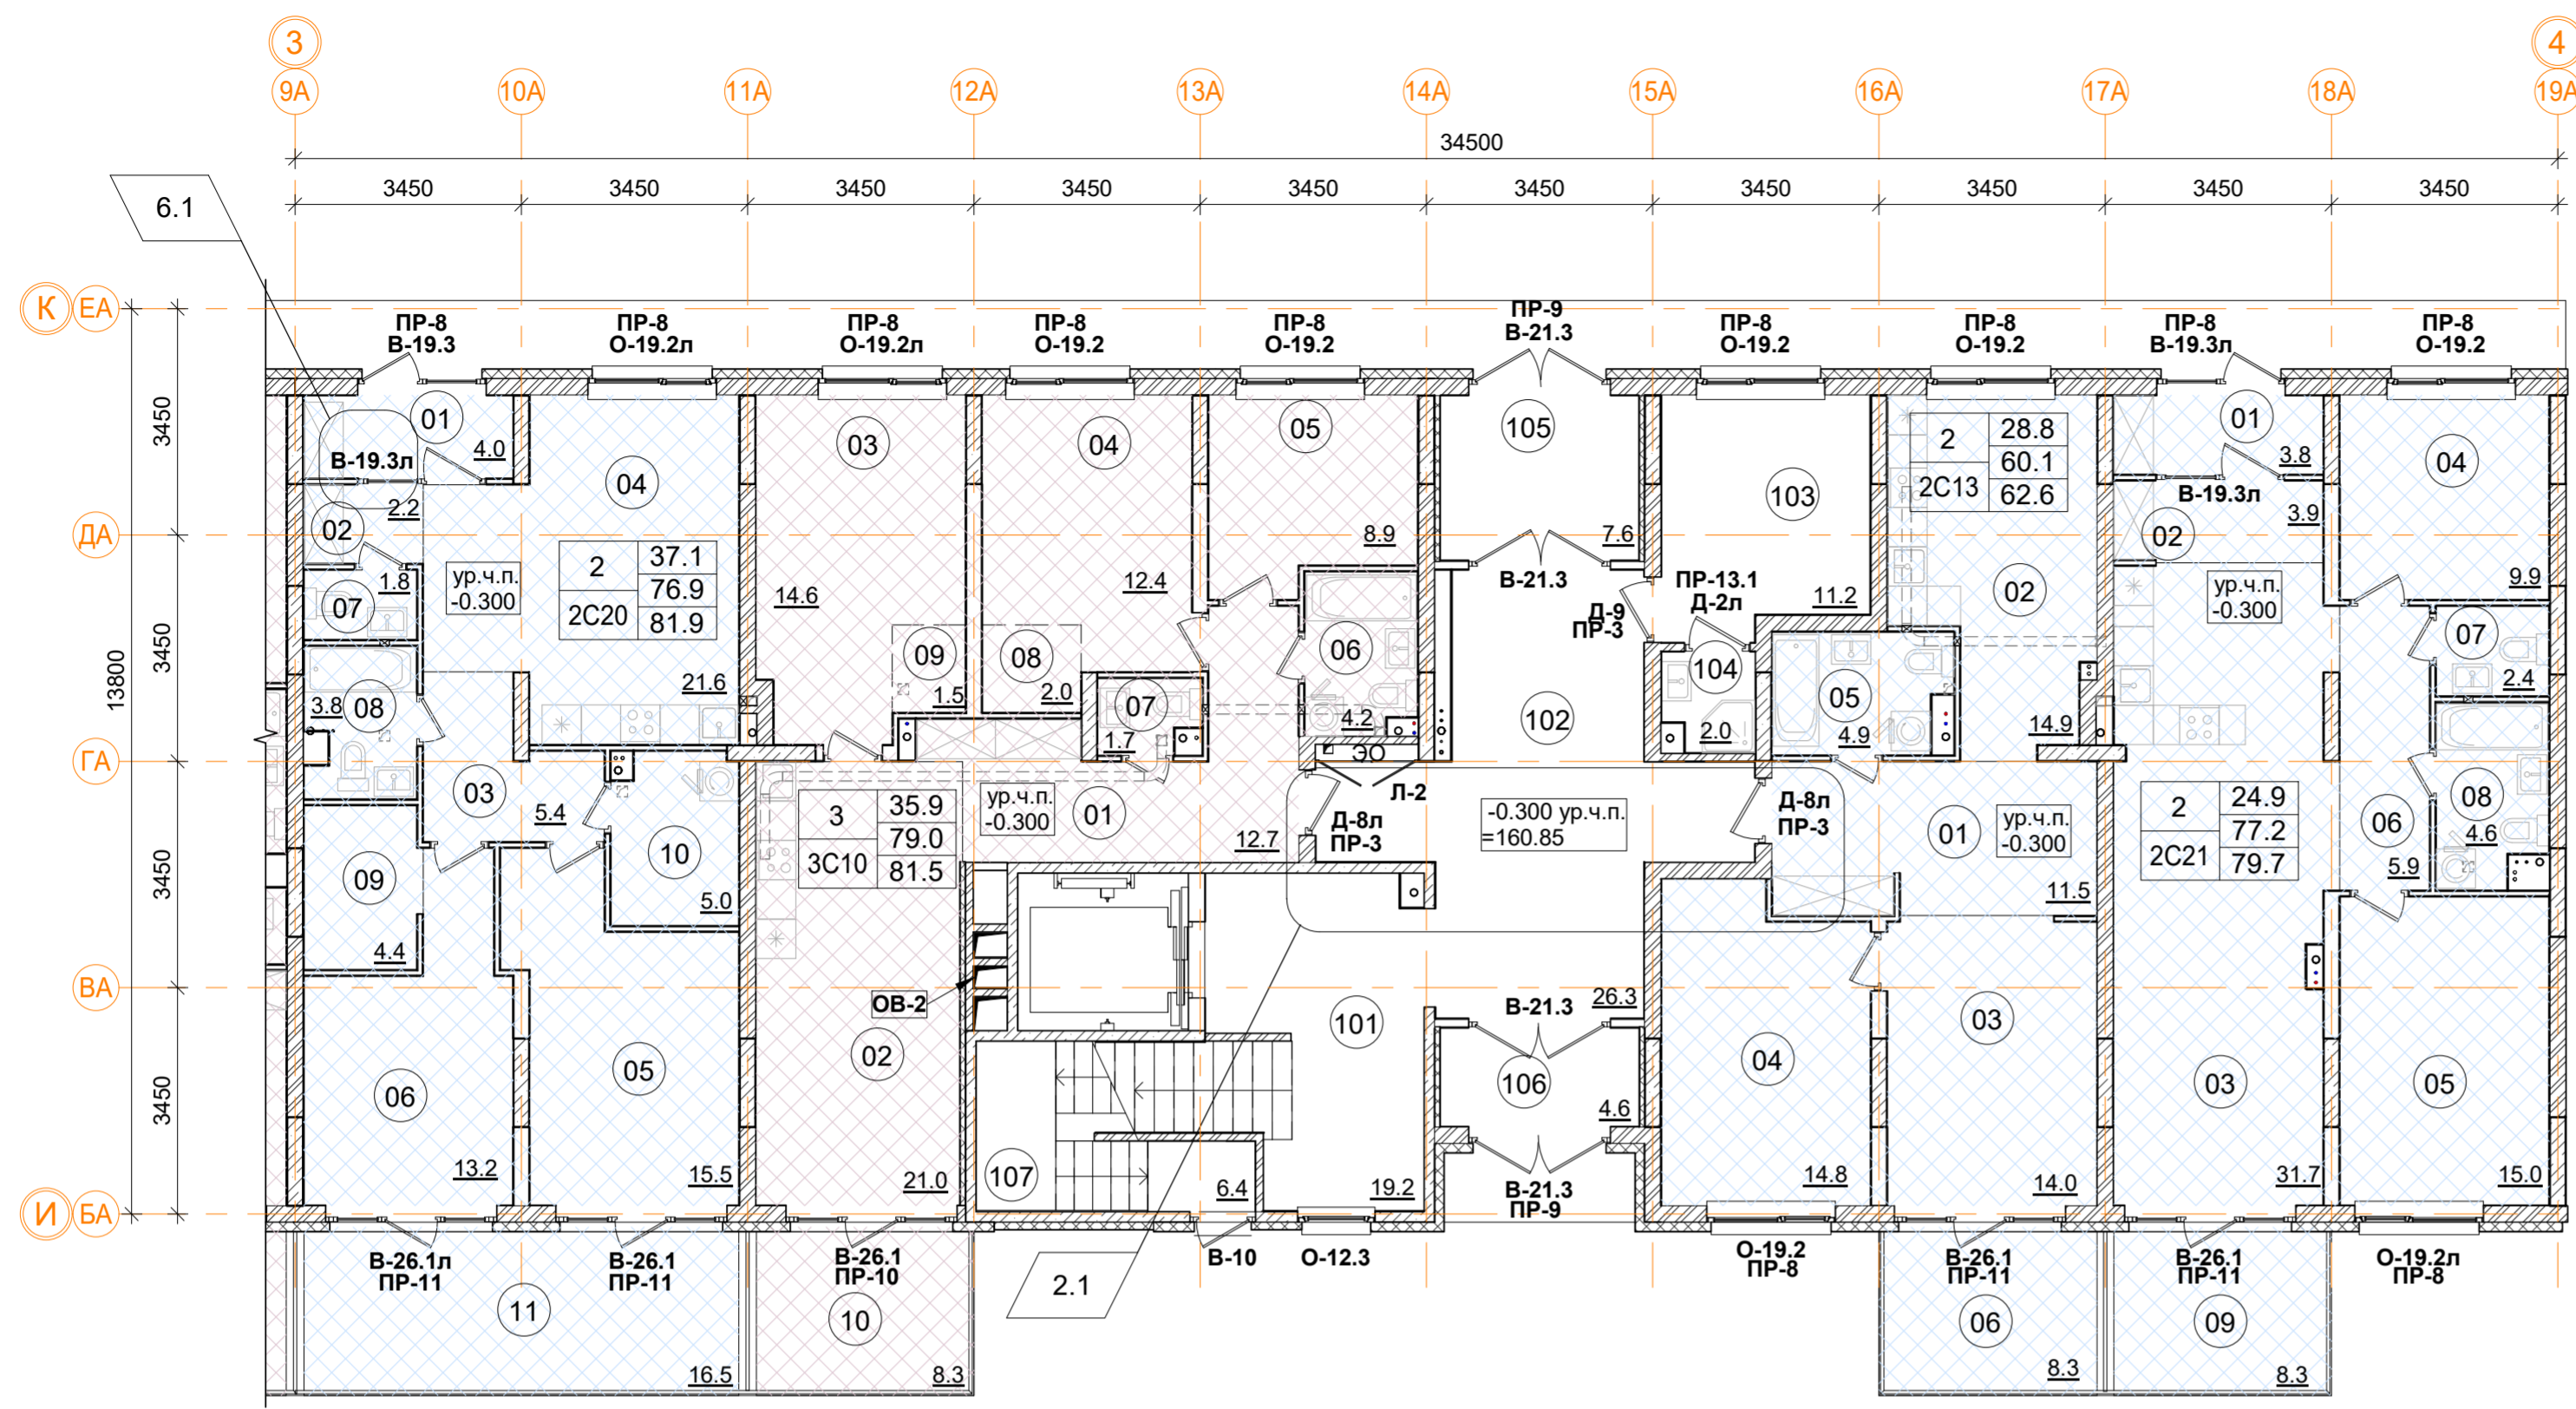 3
4
9А
10А
11А
12А
13А
14А
15А
16А
17А
18А
19А
34500
3450
3450
3450
3450
3450
3450
3450
3450
3450
3450
6.1
К
ЕА
ДА
ГА
ВА
И
БА
13800
3450
3450
3450
3450
ПР-8
В-19.3
ПР-8
О-19.2л
ПР-8
О-19.2л
ПР-8
О-19.2
ПР-8
О-19.2
ПР-9
В-21.3
ПР-8
О-19.2
ПР-8
О-19.2
ПР-8
В-19.3л
ПР-8
О-19.2
01
4.0
В-19.3л
2.2
02
04
1.8
07
ур.ч.п.
-0.300
2
2С20
37.1
76.9
81.9
21.6
3.8
08
03
5.4
10
5.0
09
4.4
06
13.2
05
15.5
03
14.6
09
1.5
04
12.4
08
2.0
05
8.9
06
4.2
07
1.7
ЭО
3
3С10
35.9
79.0
81.5
ур.ч.п.
-0.300
01
12.7
Л-2
Д-8л
ПР-3
ОВ-2
02
21.0
105
7.6
В-21.3
Д-9
ПР-3
102
-0.300 ур.ч.п.
=160.85
26.3
В-21.3
101
19.2
106
4.6
В-21.3
ПР-9
107
6.4
103
11.2
ПР-13.1
Д-2л
104
2.0
Д-8л
ПР-3
2
2С13
28.8
60.1
62.6
02
14.9
05
4.9
01
ур.ч.п.
-0.300
11.5
04
14.8
03
14.0
01
3.8
В-19.3л
3.9
02
ур.ч.п.
-0.300
04
9.9
07
2.4
08
4.6
06
5.9
2
2С21
24.9
77.2
79.7
03
31.7
05
15.0
В-26.1л
ПР-11
В-26.1
ПР-11
В-26.1
ПР-10
В-10
О-12.3
О-19.2
ПР-8
В-26.1
ПР-11
В-26.1
ПР-11
О-19.2л
ПР-8
2.1
11
16.5
10
8.3
06
8.3
09
8.3